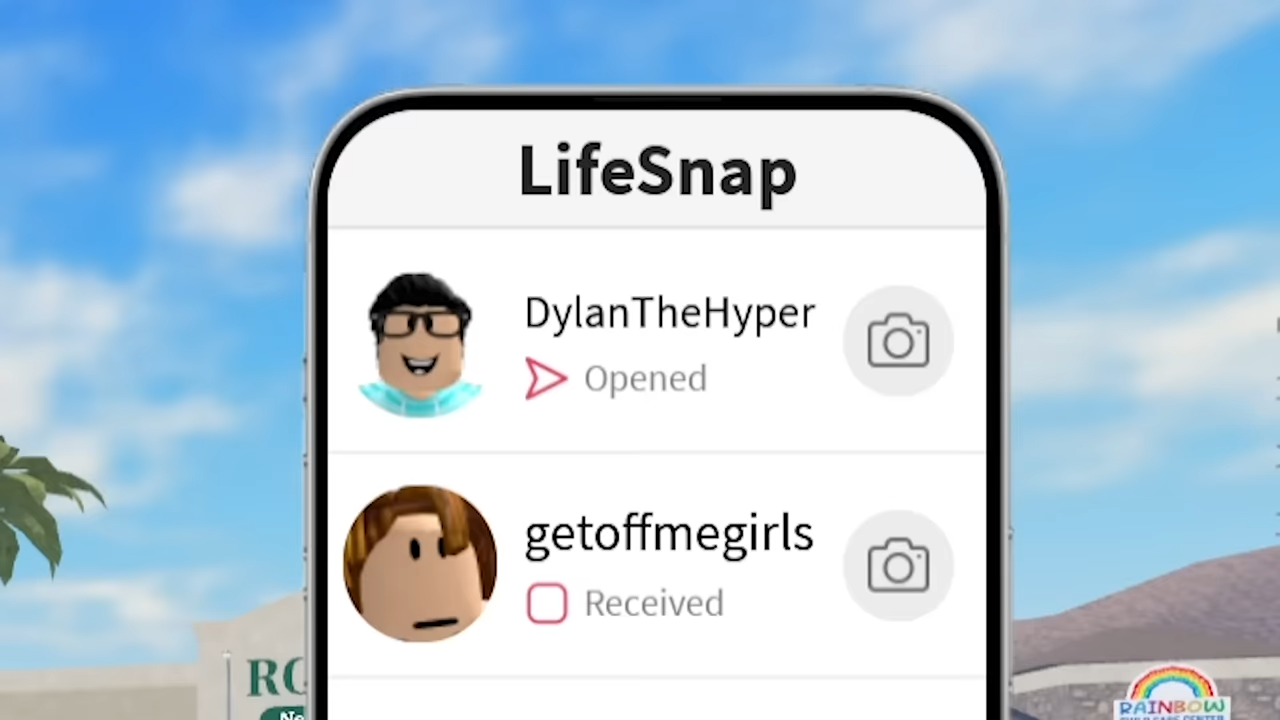 LifeSnap
DylanTheHyper
Opened
getoffmegirls
Received
RAINBOW